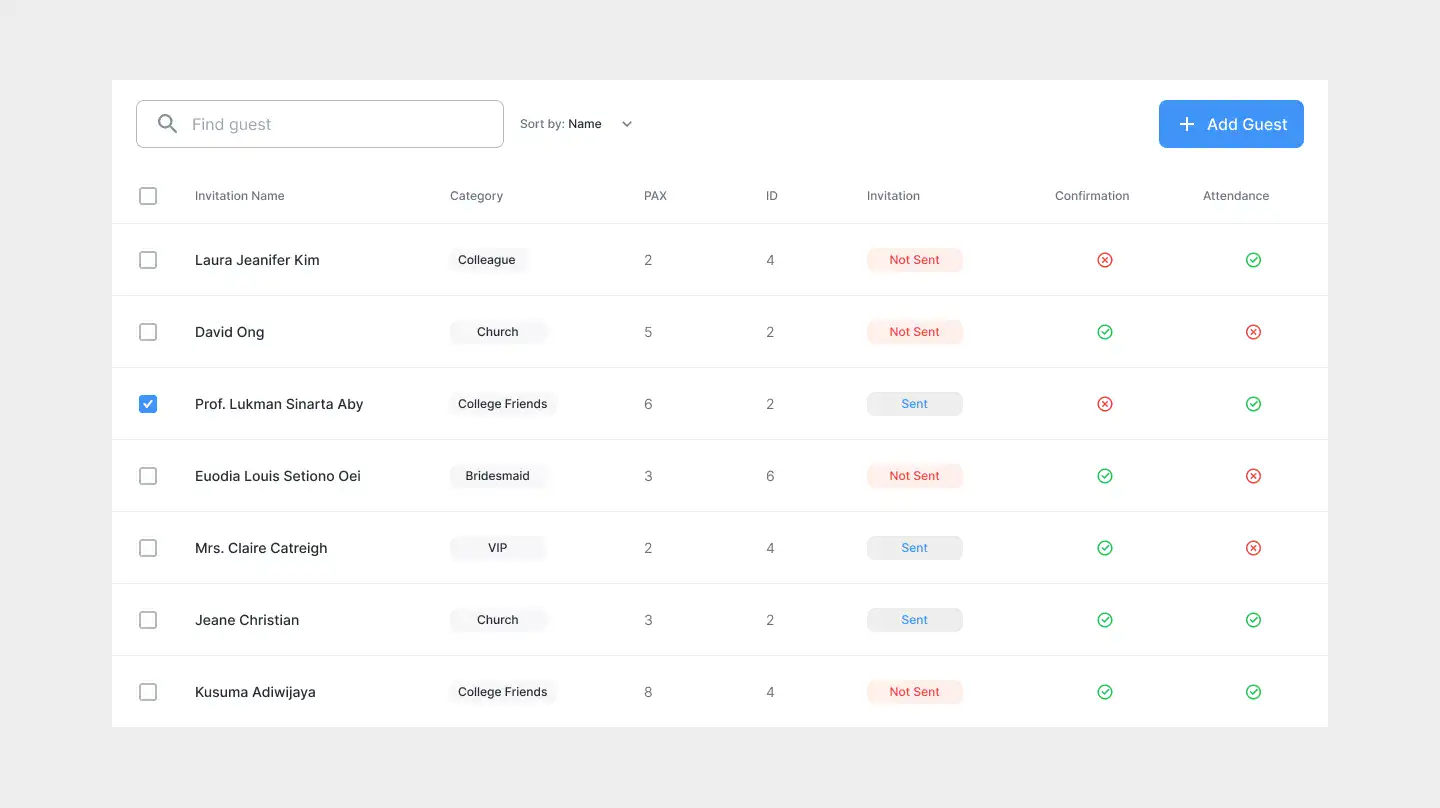 Find guest
Sort by: Name
Add Guest
Invitation Name Category PAX ID Invitation Confirmation Attendance
Laura Jeanifer Kim Colleague 2 4 Not Sent
David Ong Church 5 2 Not Sent
Prof. Lukman Sinarta Aby College Friends 6 2 Sent
Euodia Louis Setiono Oei Bridesmaid 3 6 Not Sent
Mrs. Claire Catreigh VIP 2 4 Sent
Jeane Christian Church 3 2 Sent
Kusuma Adiwijaya College Friends 8 4 Not Sent